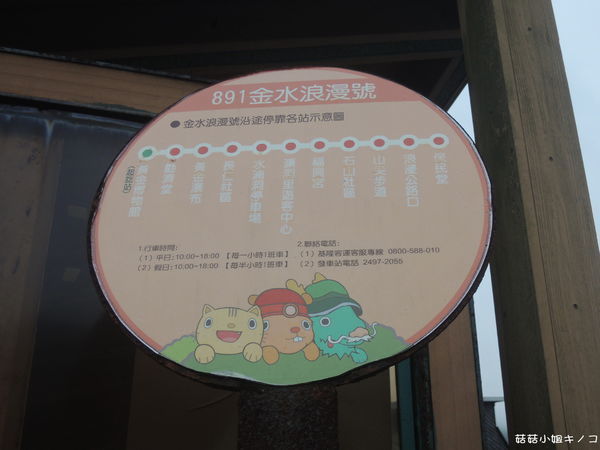 891金水浪漫號
● 金水浪漫號沿途停靠各站示意圖
黃金博物館
(起訖站)
勸濟堂
黃金瀑布
長仁社區
水湳洞停車場
濂洞里遊客中心
福興宮
石山社區
山尖步道
浪漫公路口
祭民堂
1.行車時間:
(1) 平日:10:00~18:00 【每一小時1班車】
(2) 假日:10:00~18:00 【每半小時1班車】
2.聯絡電話:
(1) 基隆客運客服專線 0800-588-010
(2) 發車站電話 2497-2055
菇菇小姐キノコ